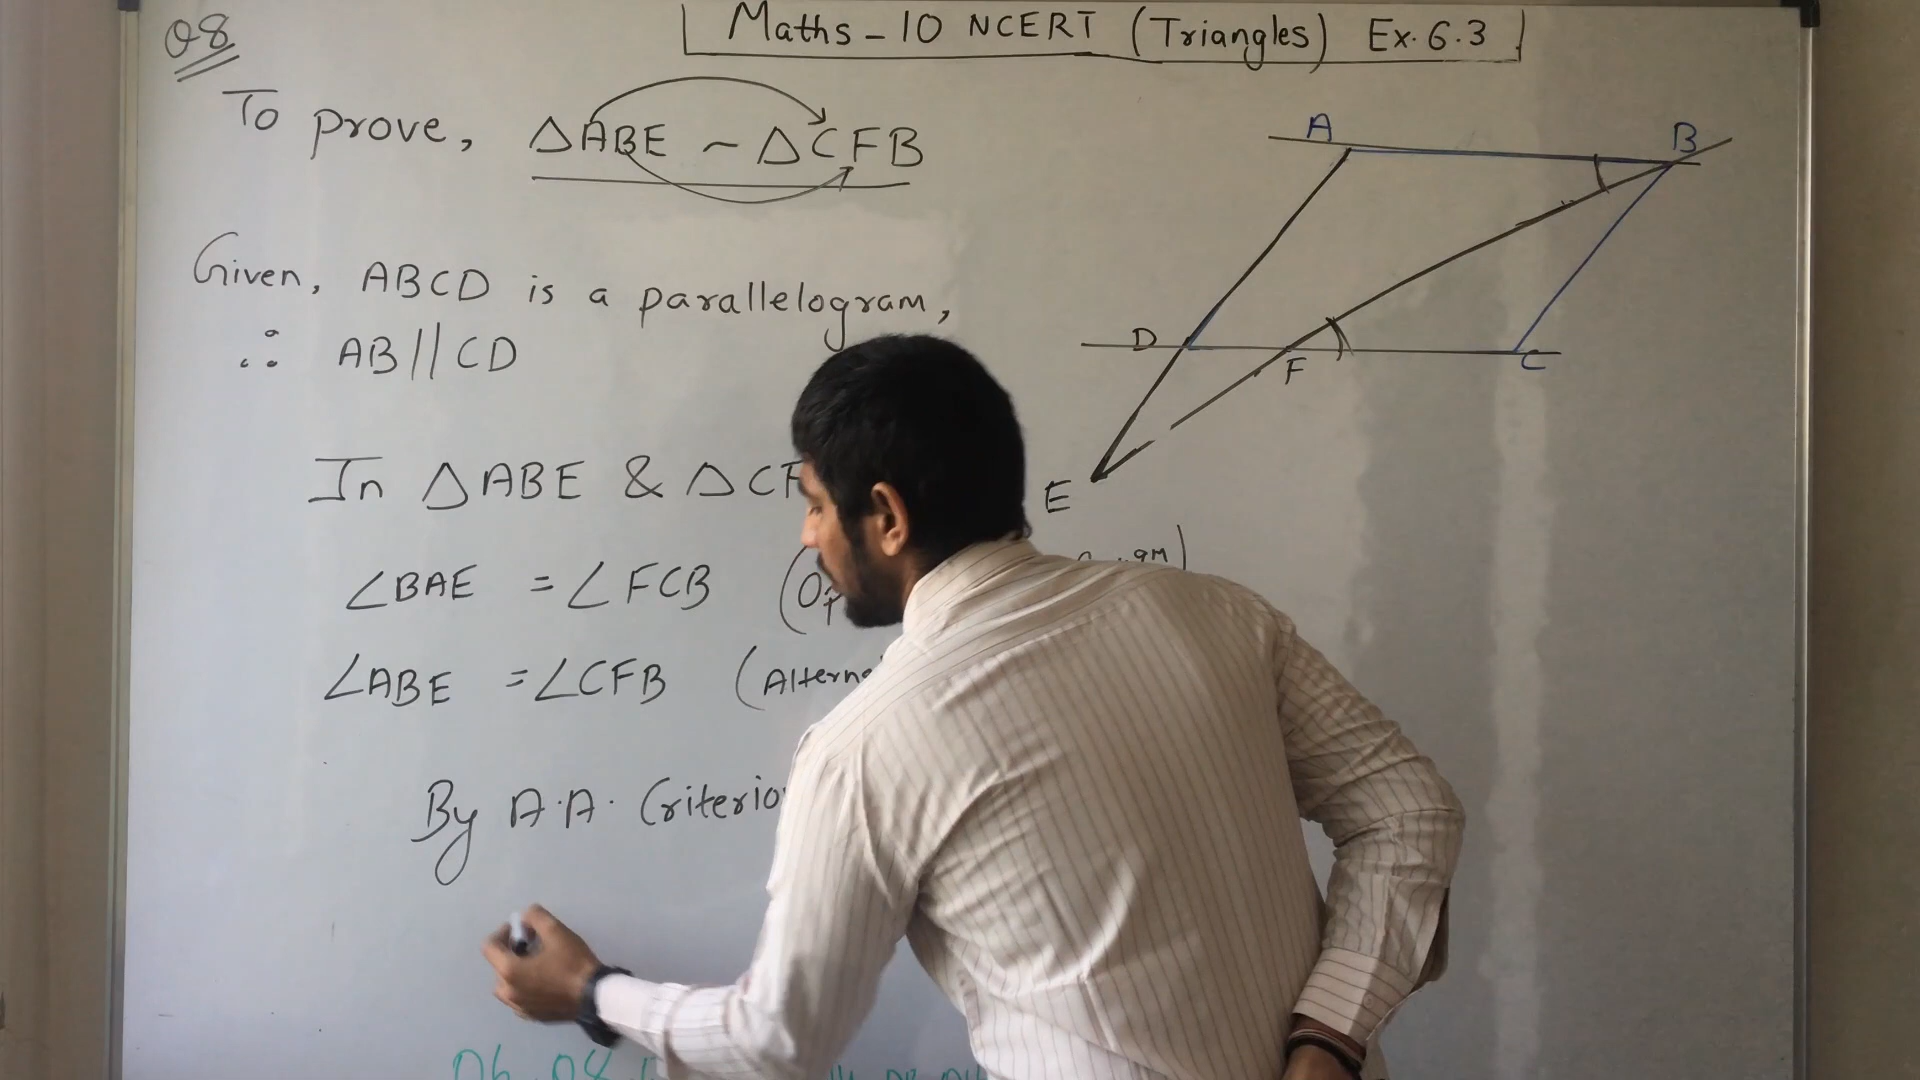 Q8
Maths - 10 NCERT (Triangles) Ex. 6.3
To prove, △ABE ~ △CFB
Given, ABCD is a parallelogram,
∴ AB // CD
In △ABE & △CF
∠BAE = ∠FCB
∠ABE = ∠CFB (Alterna
By A.A. Criterio
A
B
D
F
C
E